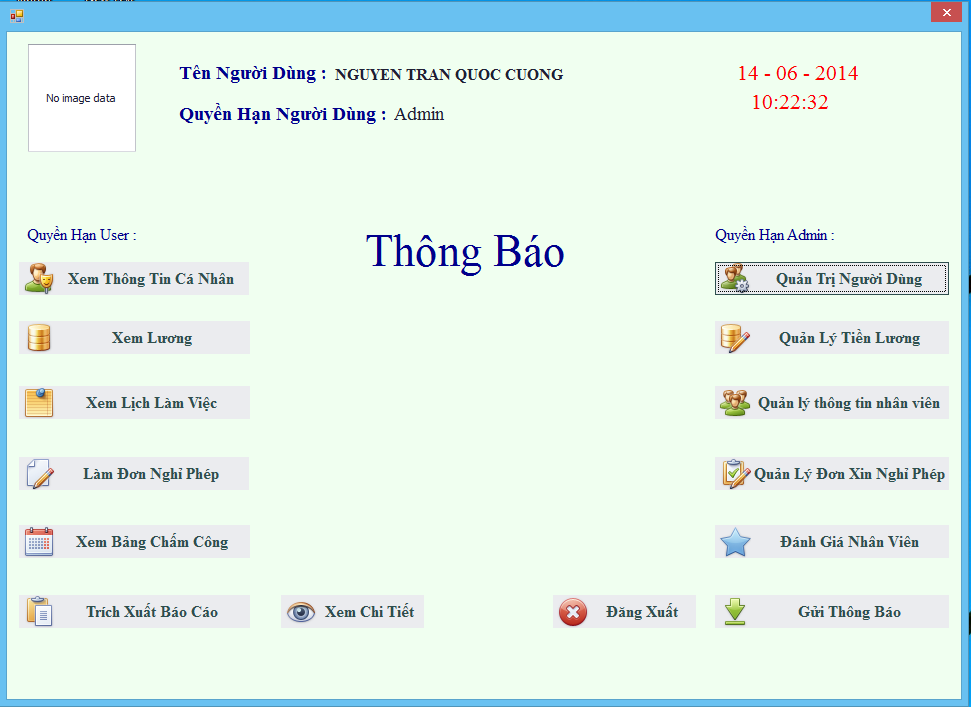 No image data
Tên Người Dùng : NGUYEN TRAN QUOC CUONG
Quyền Hạn Người Dùng : Admin
14 - 06 - 2014
10:22:32
Quyền Hạn User :
Thông Báo
Quyền Hạn Admin :
Xem Thông Tin Cá Nhân
Quản Trị Người Dùng
Xem Lương
Quản Lý Tiền Lương
Xem Lịch Làm Việc
Quản lý thông tin nhân viên
Làm Đơn Nghỉ Phép
Quản Lý Đơn Xin Nghỉ Phép
Xem Bảng Chấm Công
Đánh Giá Nhân Viên
Trích Xuất Báo Cáo
Xem Chi Tiết
Đăng Xuất
Gửi Thông Báo